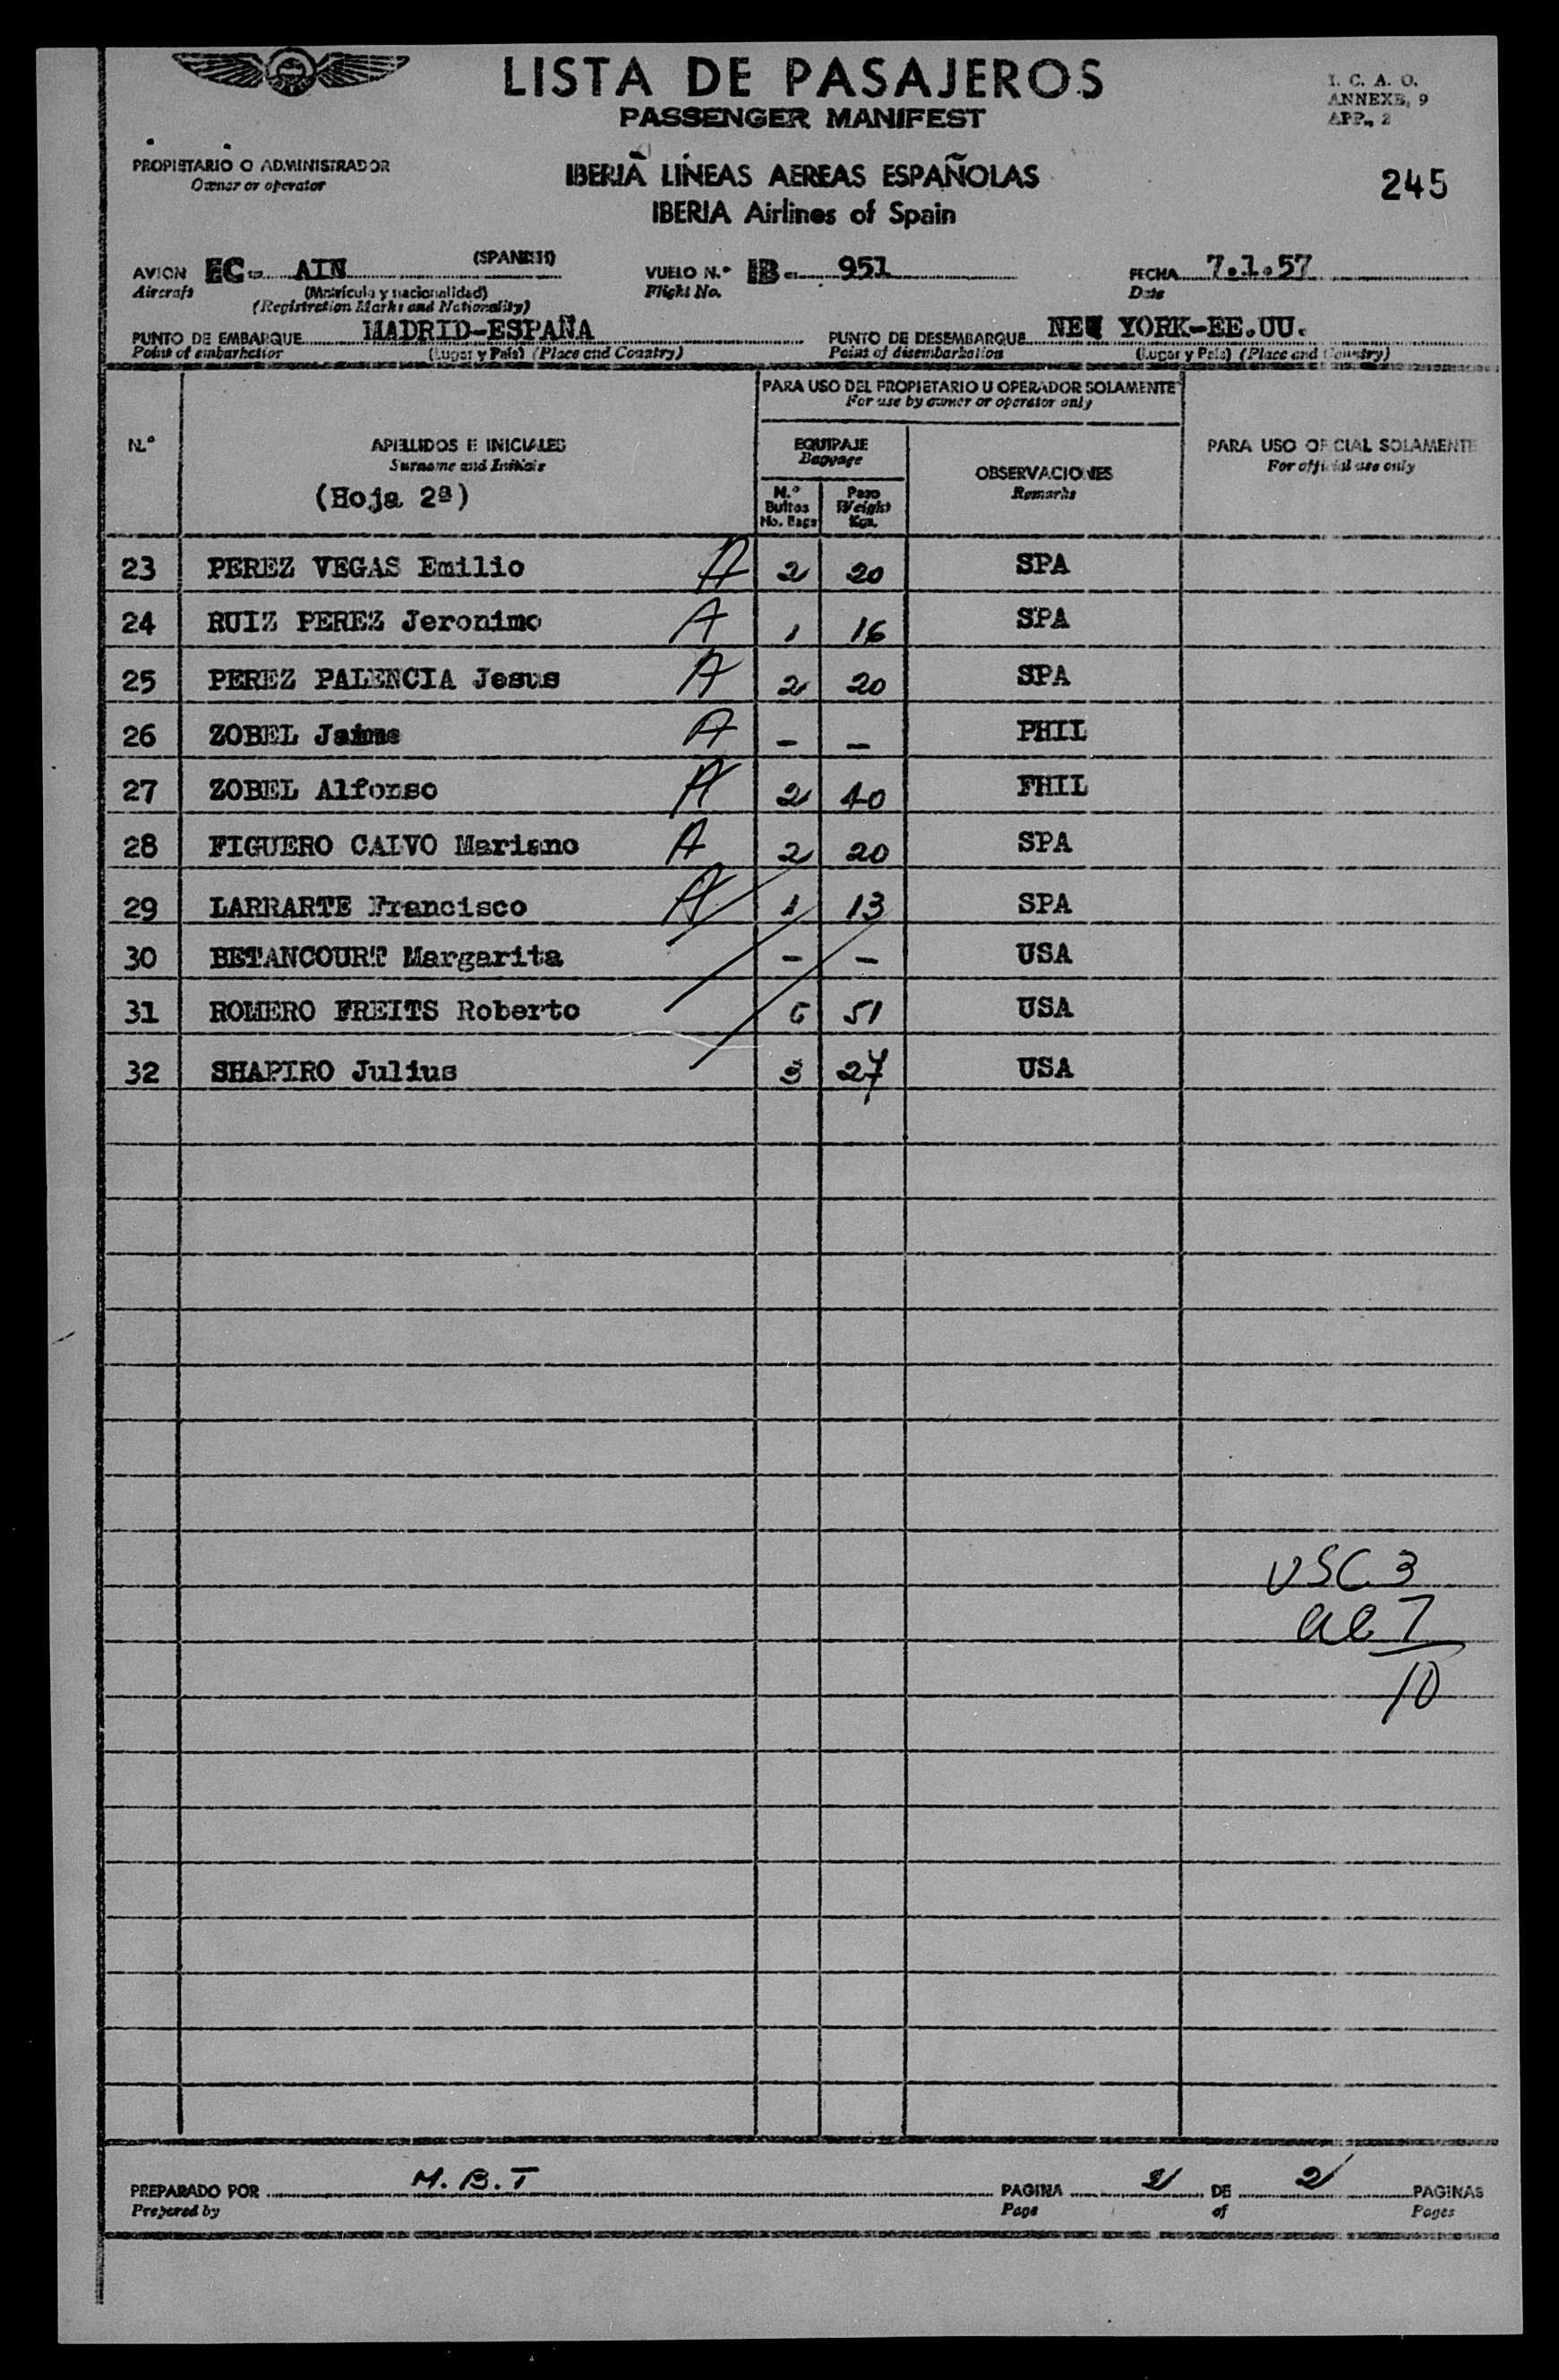 LISTA DE PASAJEROS
PASSENGER MANIFEST
I. C. A. O.
ANNEXE, 9
APP., 2
PROPIETARIO O ADMINISTRADOR
Owner or operator
IBERIA LINEAS AEREAS ESPAÑOLAS
IBERIA Airlines of Spain
245
AVION EC- AIN (SPANISH) VUELO N.º IB- 951 FECHA 7.1.57
Aircraft (Matrícula y nacionalidad) Flight No. Date
(Registration Marks and Nationality)
PUNTO DE EMBARQUE MADRID-ESPAÑA PUNTO DE DESEMBARQUE NEW YORK-EE.UU.
Point of embarkation (Lugar y País) (Place and Country) Point of disembarkation (Lugar y País) (Place and Country)
PARA USO DEL PROPIETARIO U OPERADOR SOLAMENTE
For use by owner or operator only
N.º APELLIDOS E INICIALES EQUIPAJE PARA USO OFICIAL SOLAMENTE
Surname and Initials Baggage OBSERVACIONES For official use only
(Hoja 2ª) N.º Bultos No. Bags Peso Weight Kgs. Remarks
23 PEREZ VEGAS Emilio A 2 20 SPA
24 RUIZ PEREZ Jeronimo A 1 16 SPA
25 PEREZ PALENCIA Jesus A 2 20 SPA
26 ZOBEL Jaime A - - PHIL
27 ZOBEL Alfonso A 2 40 PHIL
28 FIGUERO CALVO Mariano A 2 20 SPA
29 LARRARTE Francisco A 1 13 SPA
30 BETANCOURT Margarita - - USA
31 ROMERO FREITS Roberto 51 USA
32 SHAPIRO Julius 3 27 USA
USC 3
al 7
10
PREPARADO POR M. B. T PAGINA 2 DE 2 PAGINAS
Prepared by Page of Pages